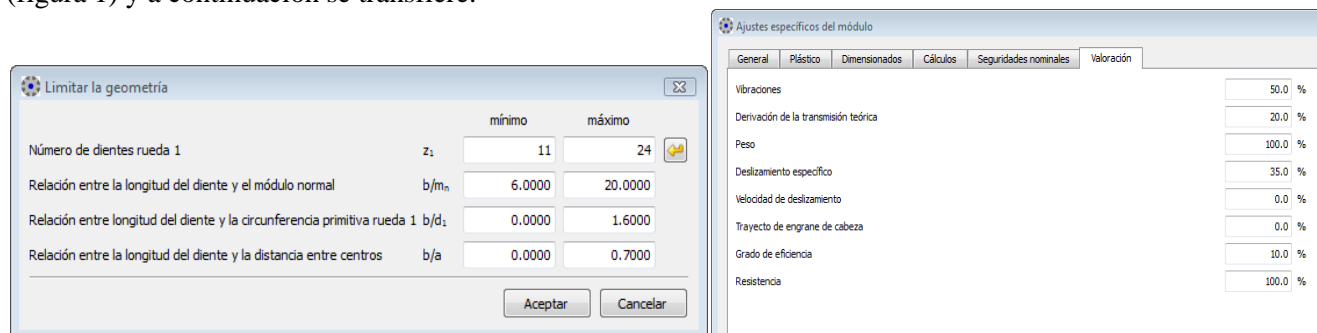 (figura 1) y a continuación se transfiere.
Limitar la geometría
mínimo máximo
Número de dientes rueda 1 z₁ 11 24
Relación entre la longitud del diente y el módulo normal b/mₙ 6.0000 20.0000
Relación entre longitud del diente y la circunferencia primitiva rueda 1 b/d₁ 0.0000 1.6000
Relación entre la longitud del diente y la distancia entre centros b/a 0.0000 0.7000
Aceptar Cancelar
Ajustes específicos del módulo
General Plástico Dimensionados Cálculos Seguridades nominales Valoración
Vibraciones 50.0 %
Derivación de la transmisión teórica 20.0 %
Peso 100.0 %
Deslizamiento específico 35.0 %
Velocidad de deslizamiento 0.0 %
Trayecto de engrane de cabeza 0.0 %
Grado de eficiencia 10.0 %
Resistencia 100.0 %